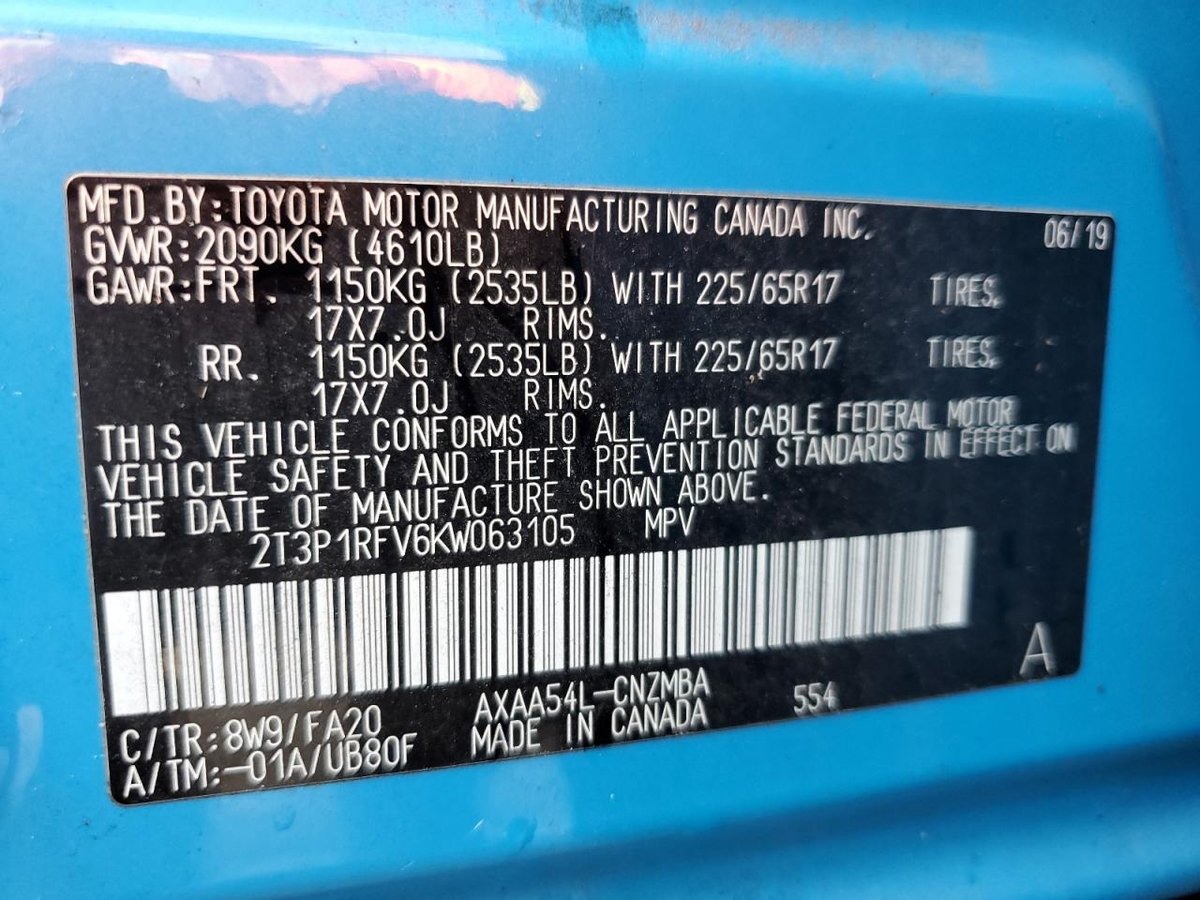 MFD.BY:TOYOTA MOTOR MANUFACTURING CANADA INC. 06/19
GVWR:2090KG (4610LB)
GAWR:FRT. 1150KG (2535LB) WITH 225/65R17 TIRES,
17X7.0J RIMS.
RR. 1150KG (2535LB) WITH 225/65R17 TIRES,
17X7.0J RIMS.
THIS VEHICLE CONFORMS TO ALL APPLICABLE FEDERAL MOTOR
VEHICLE SAFETY AND THEFT PREVENTION STANDARDS IN EFFECT ON
THE DATE OF MANUFACTURE SHOWN ABOVE.
2T3P1RFV6KW063105 MPV
A
C/TR:8W9/FA20 AXAA54L-CNZMBA 554
A/TM:-01A/UB80F MADE IN CANADA